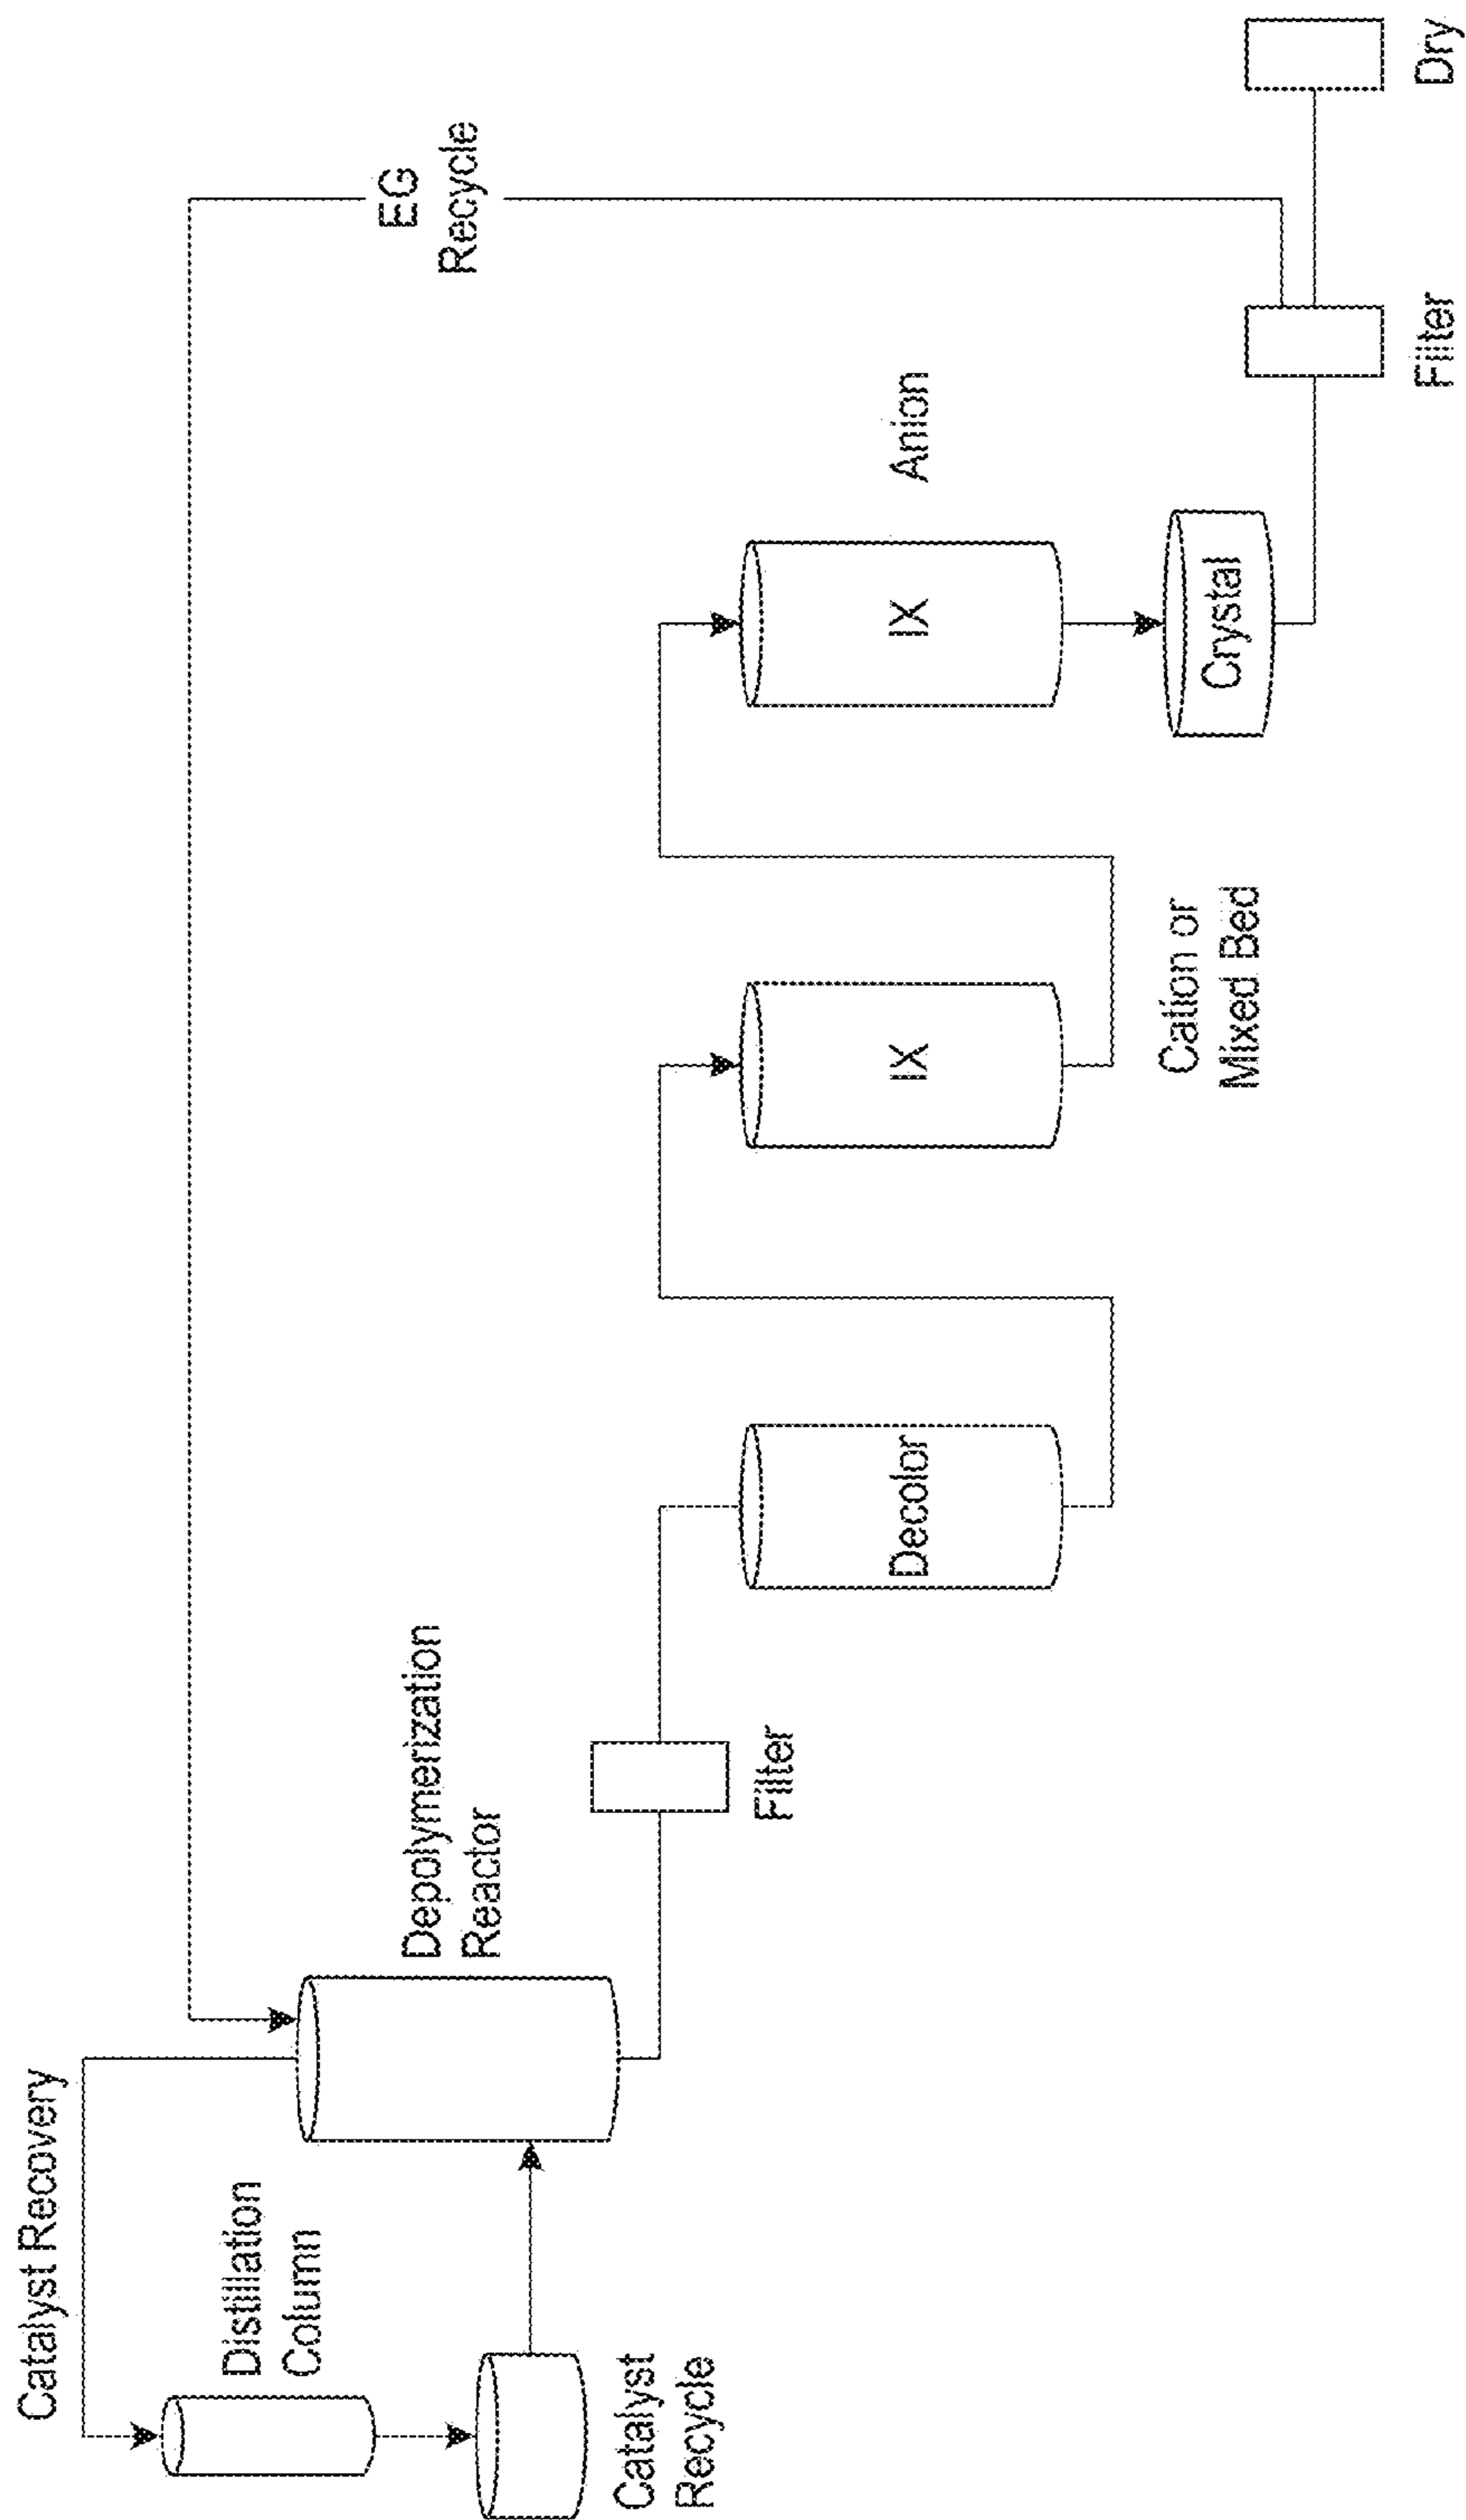 Catalyst Recovery
Distillation
Column
Catalyst
Recycle
Depolymerization
Reactor
Filter
Decolor
IX
Cation or
Mixed Bed
IX
Anion
Crystal
EG
Recycle
Filter
Dry